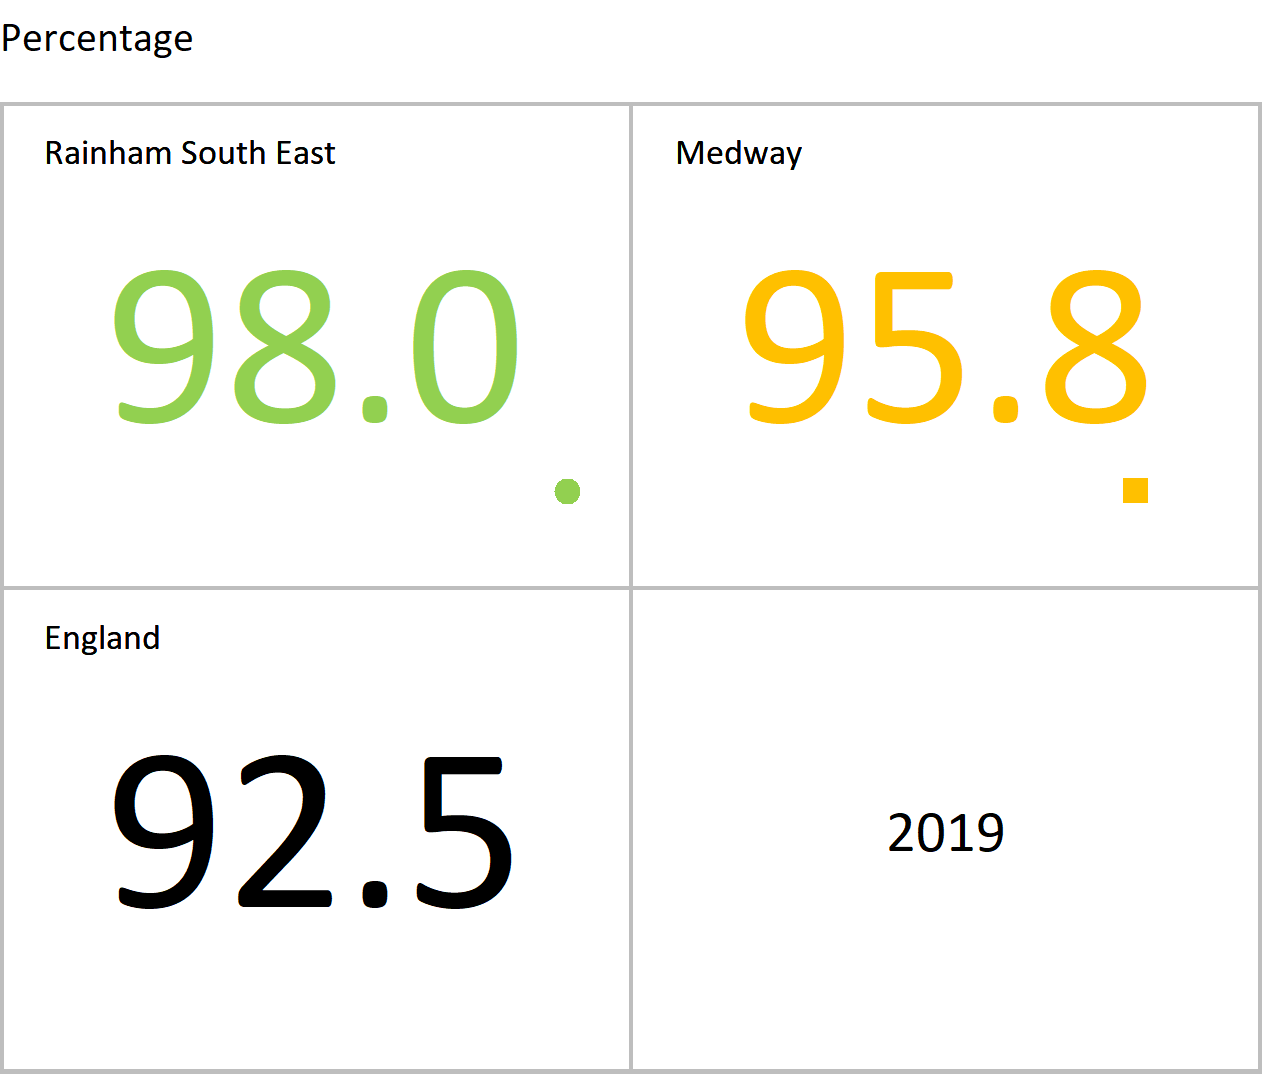 Percentage
Rainham South East
Medway
98.0
95.8
England
92.5
2019